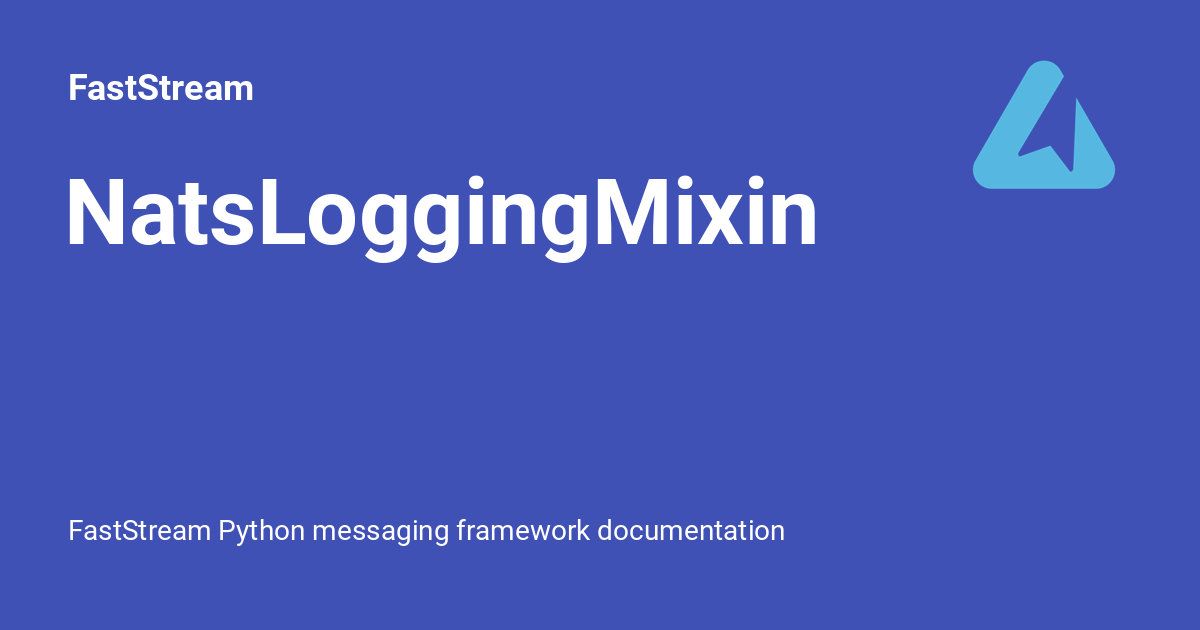 FastStream
NatsLoggingMixin
FastStream Python messaging framework documentation